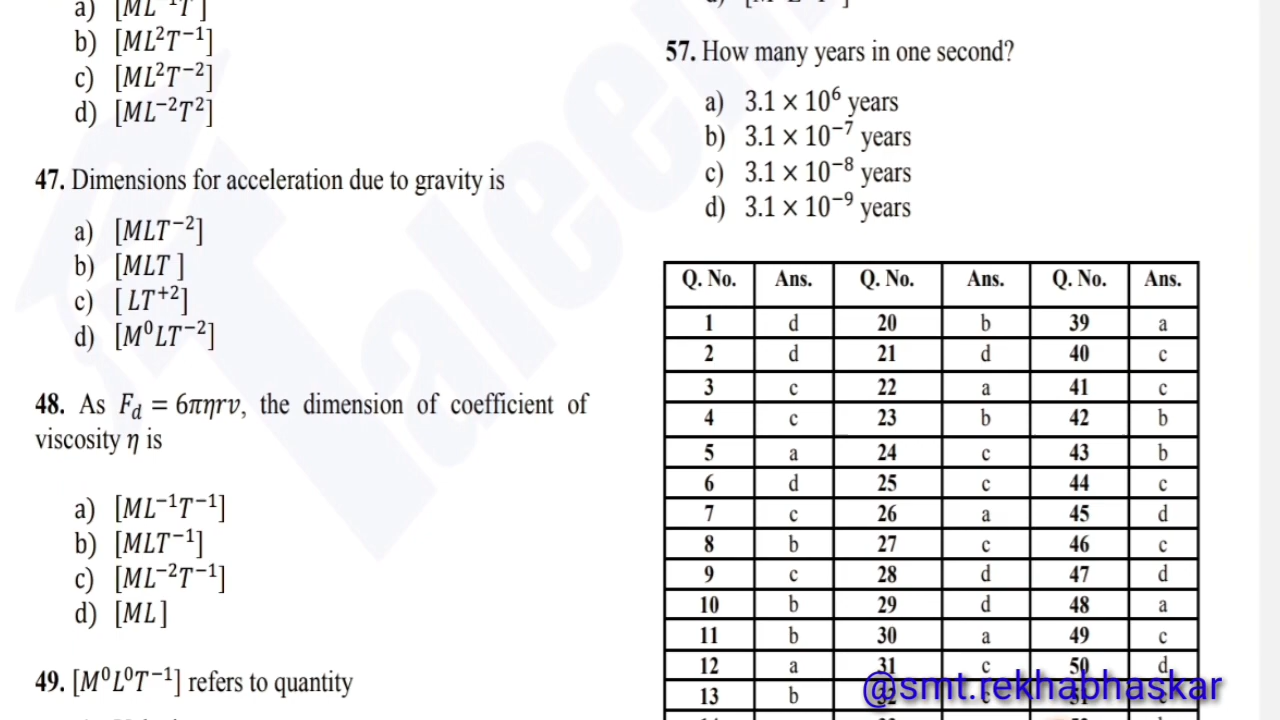 a) [ML⁻¹T ]
b) [ML²T⁻¹]
c) [ML²T⁻²]
d) [ML⁻²T²]
47. Dimensions for acceleration due to gravity is
a) [MLT⁻²]
b) [MLT ]
c) [ LT⁺²]
d) [M⁰LT⁻²]
48. As F_d = 6πηrv, the dimension of coefficient of
viscosity η is
a) [ML⁻¹T⁻¹]
b) [MLT⁻¹]
c) [ML⁻²T⁻¹]
d) [ML]
49. [M⁰L⁰T⁻¹] refers to quantity
57. How many years in one second?
a) 3.1 × 10⁶ years
b) 3.1 × 10⁻⁷ years
c) 3.1 × 10⁻⁸ years
d) 3.1 × 10⁻⁹ years
Q. No. Ans. Q. No. Ans. Q. No. Ans.
1 d 20 b 39 a
2 d 21 d 40 c
3 c 22 a 41 c
4 c 23 b 42 b
5 a 24 c 43 b
6 d 25 c 44 c
7 c 26 a 45 d
8 b 27 c 46 c
9 c 28 d 47 d
10 b 29 d 48 a
11 b 30 a 49 c
12 a 31 c 50 d
13 b
@smt.rekhabhaskar